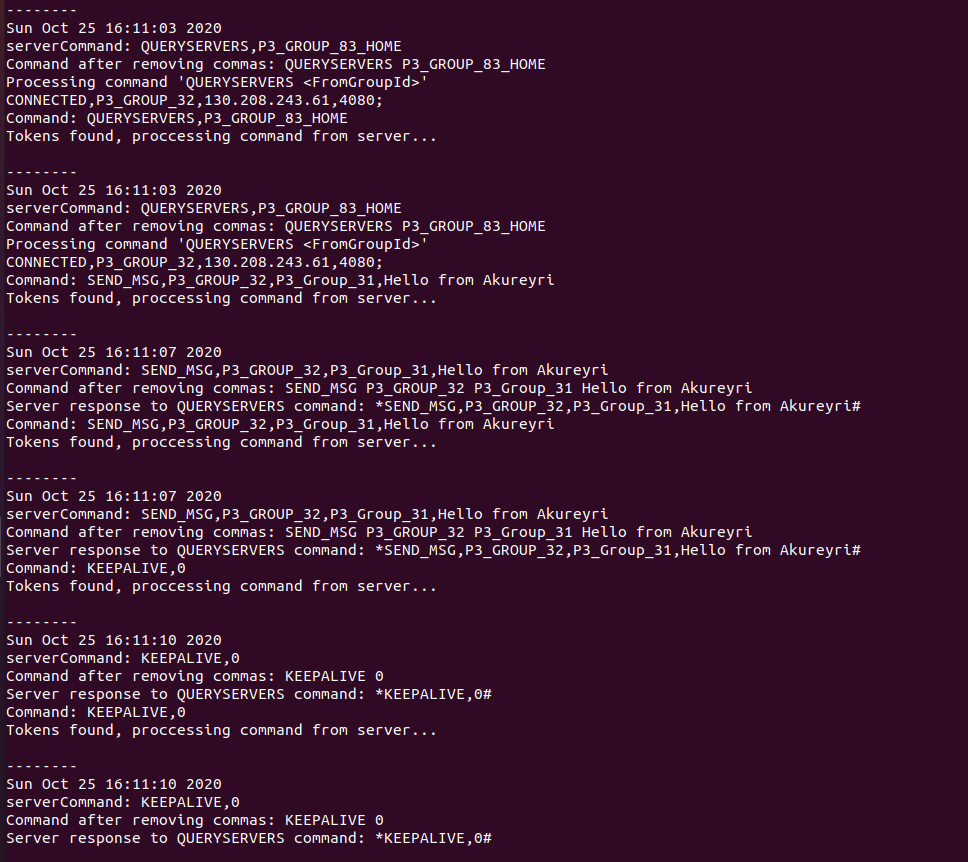 --------
Sun Oct 25 16:11:03 2020
serverCommand: QUERYSERVERS,P3_GROUP_83_HOME
Command after removing commas: QUERYSERVERS P3_GROUP_83_HOME
Processing command 'QUERYSERVERS <FromGroupId>'
CONNECTED,P3_GROUP_32,130.208.243.61,4080;
Command: QUERYSERVERS,P3_GROUP_83_HOME
Tokens found, proccessing command from server...

--------
Sun Oct 25 16:11:03 2020
serverCommand: QUERYSERVERS,P3_GROUP_83_HOME
Command after removing commas: QUERYSERVERS P3_GROUP_83_HOME
Processing command 'QUERYSERVERS <FromGroupId>'
CONNECTED,P3_GROUP_32,130.208.243.61,4080;
Command: SEND_MSG,P3_GROUP_32,P3_Group_31,Hello from Akureyri
Tokens found, proccessing command from server...

--------
Sun Oct 25 16:11:07 2020
serverCommand: SEND_MSG,P3_GROUP_32,P3_Group_31,Hello from Akureyri
Command after removing commas: SEND_MSG P3_GROUP_32 P3_Group_31 Hello from Akureyri
Server response to QUERYSERVERS command: *SEND_MSG,P3_GROUP_32,P3_Group_31,Hello from Akureyri#
Command: SEND_MSG,P3_GROUP_32,P3_Group_31,Hello from Akureyri
Tokens found, proccessing command from server...

--------
Sun Oct 25 16:11:07 2020
serverCommand: SEND_MSG,P3_GROUP_32,P3_Group_31,Hello from Akureyri
Command after removing commas: SEND_MSG P3_GROUP_32 P3_Group_31 Hello from Akureyri
Server response to QUERYSERVERS command: *SEND_MSG,P3_GROUP_32,P3_Group_31,Hello from Akureyri#
Command: KEEPALIVE,0
Tokens found, proccessing command from server...

--------
Sun Oct 25 16:11:10 2020
serverCommand: KEEPALIVE,0
Command after removing commas: KEEPALIVE 0
Server response to QUERYSERVERS command: *KEEPALIVE,0#
Command: KEEPALIVE,0
Tokens found, proccessing command from server...

--------
Sun Oct 25 16:11:10 2020
serverCommand: KEEPALIVE,0
Command after removing commas: KEEPALIVE 0
Server response to QUERYSERVERS command: *KEEPALIVE,0#